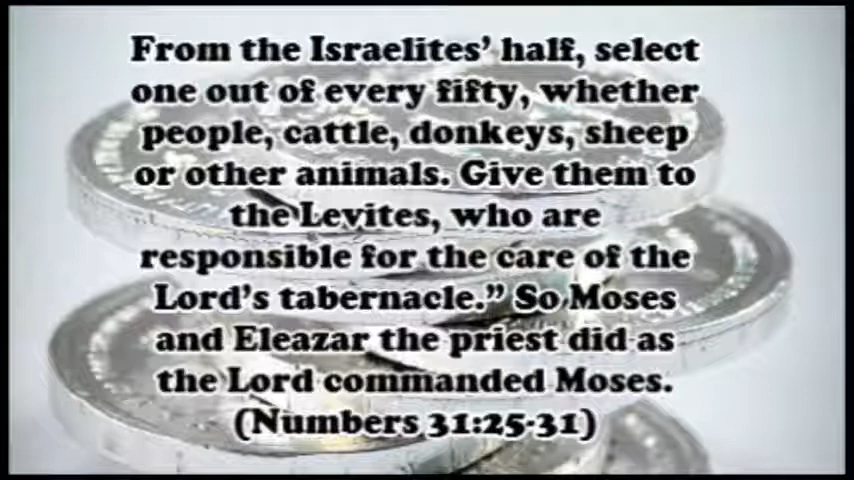 From the Israelites’ half, select
one out of every fifty, whether
people, cattle, donkeys, sheep
or other animals. Give them to
the Levites, who are
responsible for the care of the
Lord’s tabernacle.” So Moses
and Eleazar the priest did as
the Lord commanded Moses.
(Numbers 31:25-31)